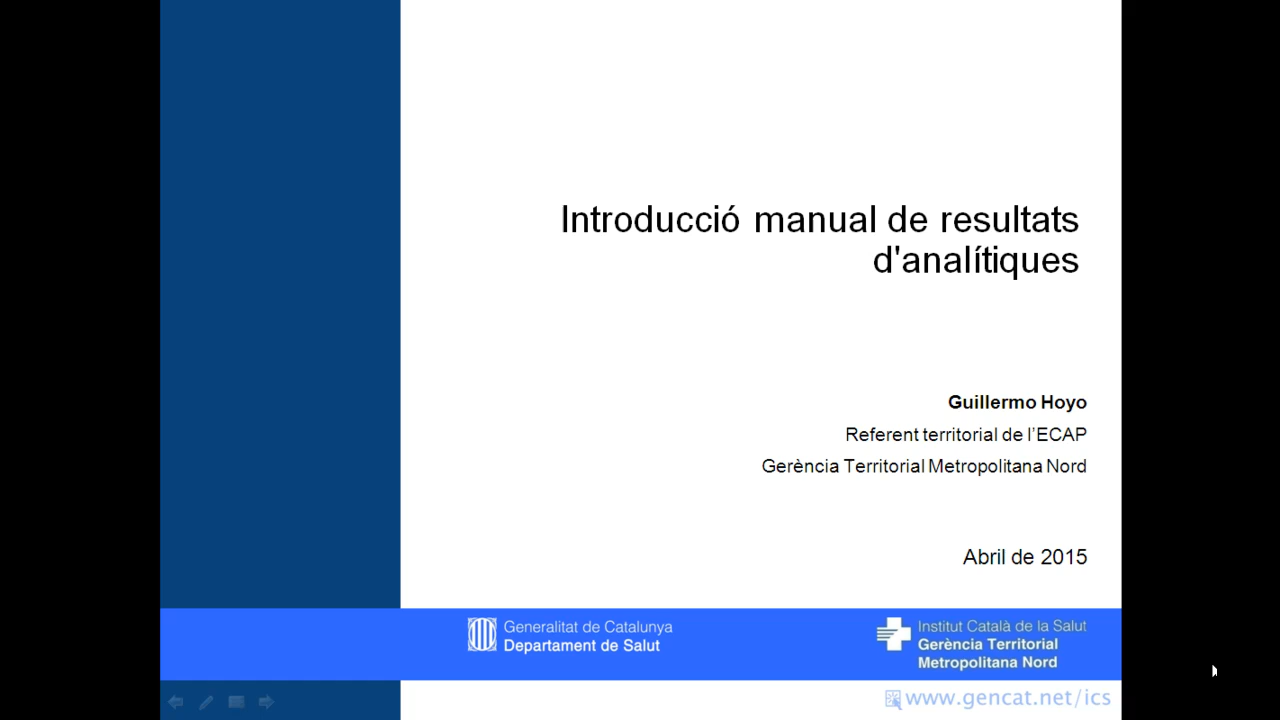 Introducció manual de resultats
d'analítiques
Guillermo Hoyo
Referent territorial de l’ECAP
Gerència Territorial Metropolitana Nord
Abril de 2015
Generalitat de Catalunya
Departament de Salut
Institut Català de la Salut
Gerència Territorial
Metropolitana Nord
www.gencat.net/ics